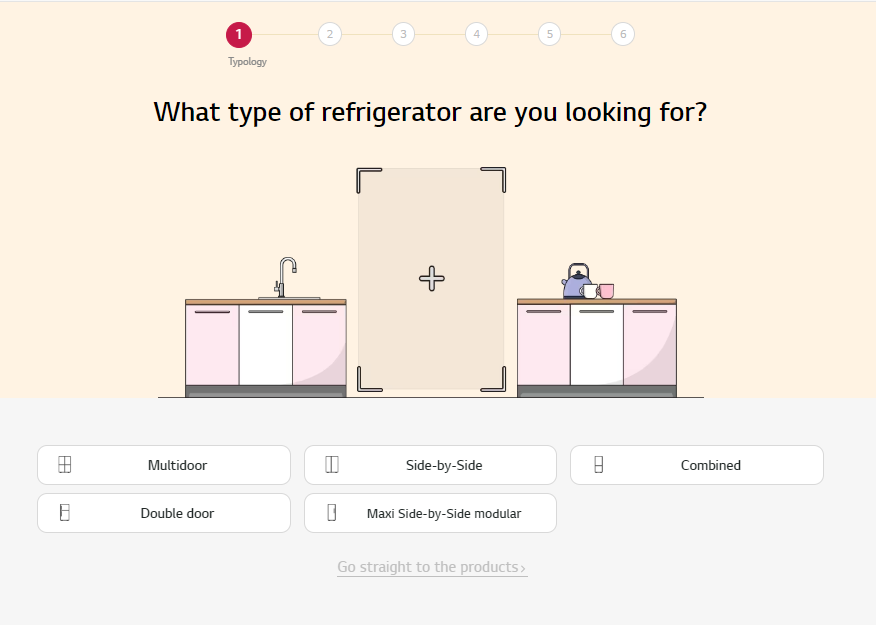 1 2 3 4 5 6
Typology
What type of refrigerator are you looking for?
Multidoor
Side-by-Side
Combined
Double door
Maxi Side-by-Side modular
Go straight to the products ›